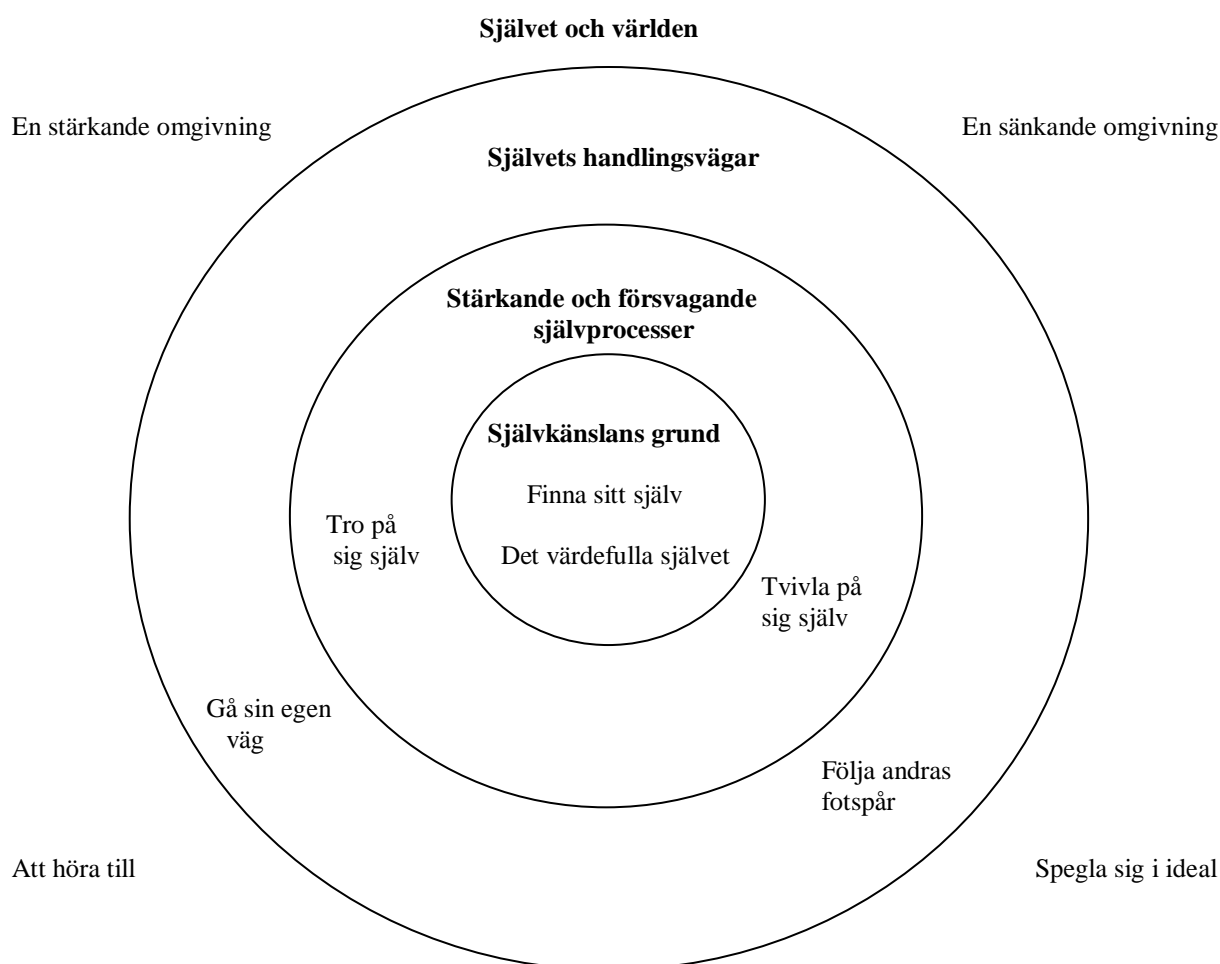 Självet och världen
En stärkande omgivning
En sänkande omgivning
Självets handlingsvägar
Stärkande och försvagande
självprocesser
Självkänslans grund
Finna sitt själv
Det värdefulla självet
Tro på
sig själv
Tvivla på
sig själv
Gå sin egen
väg
Följa andras
fotspår
Att höra till
Spegla sig i ideal